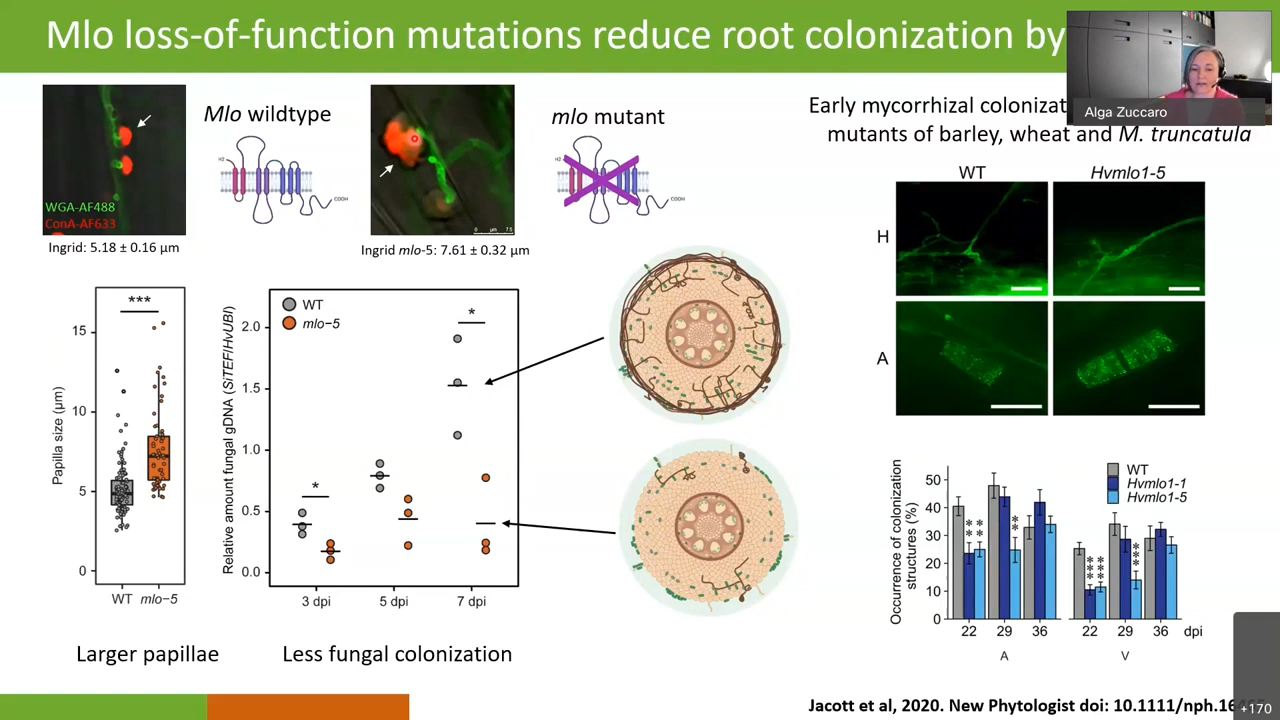 Mlo loss-of-function mutations reduce root colonization by
Alga Zuccaro
Mlo wildtype
mlo mutant
WGA-AF488
ConA-AF633
Ingrid: 5.18 ± 0.16 µm
Ingrid mlo-5: 7.61 ± 0.32 µm
COOH
COOH
Early mycorrhizal
mutants of barley, wheat and M. truncatula
WT
Hvmlo1-5
H
A
***
15
10
5
0
Papilla size (µm)
WT mlo−5
Larger papillae
WT
mlo−5
*
*
2.0
1.5
1.0
0.5
0.0
Relative amount fungal gDNA (SiTEF/HvUBI)
3 dpi 5 dpi 7 dpi
Less fungal colonization
Occurrence of colonization
structures (%)
WT
Hvmlo1-1
Hvmlo1-5
50
40
30
20
10
0
** ** ** *** *** ***
22 29 36 22 29 36 dpi
A V
Jacott et al, 2020. New Phytologist doi: 10.1111/nph.16
+170